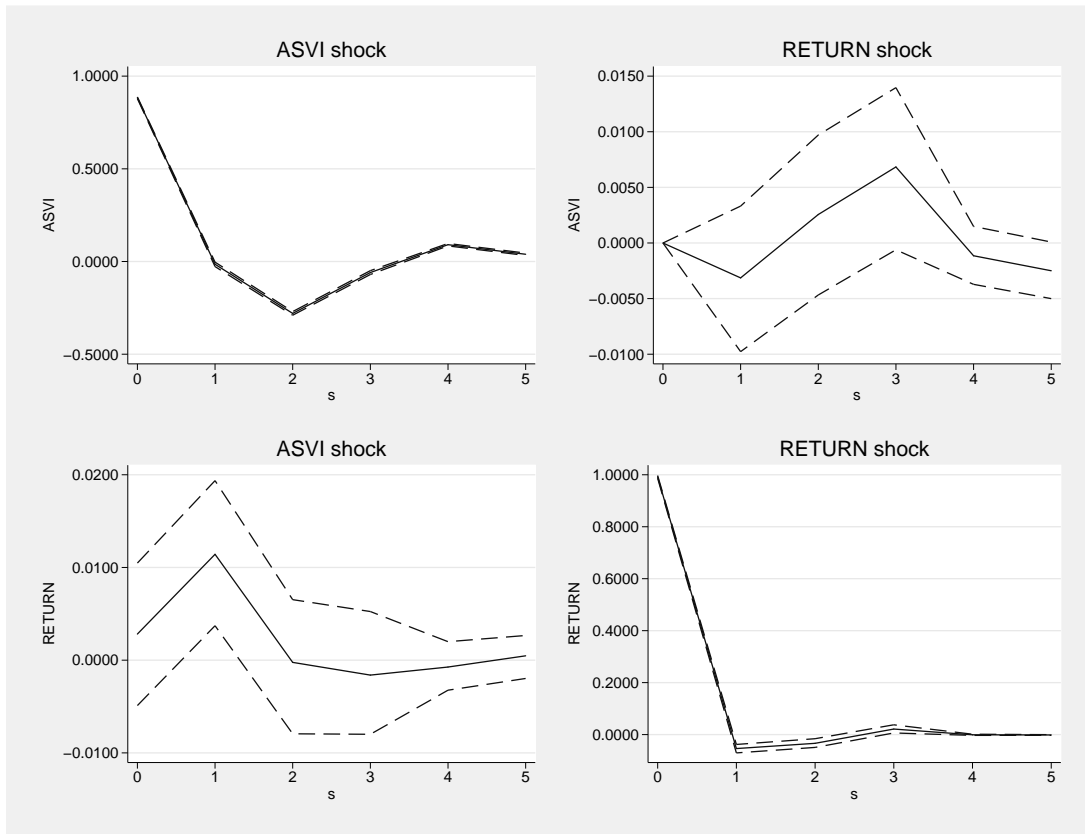 ASVI shock
1.0000
0.5000
0.0000
−0.5000
ASVI
0 1 2 3 4 5
s
RETURN shock
0.0150
0.0100
0.0050
0.0000
−0.0050
−0.0100
ASVI
0 1 2 3 4 5
s
ASVI shock
0.0200
0.0100
0.0000
−0.0100
RETURN
0 1 2 3 4 5
s
RETURN shock
1.0000
0.8000
0.6000
0.4000
0.2000
0.0000
RETURN
0 1 2 3 4 5
s